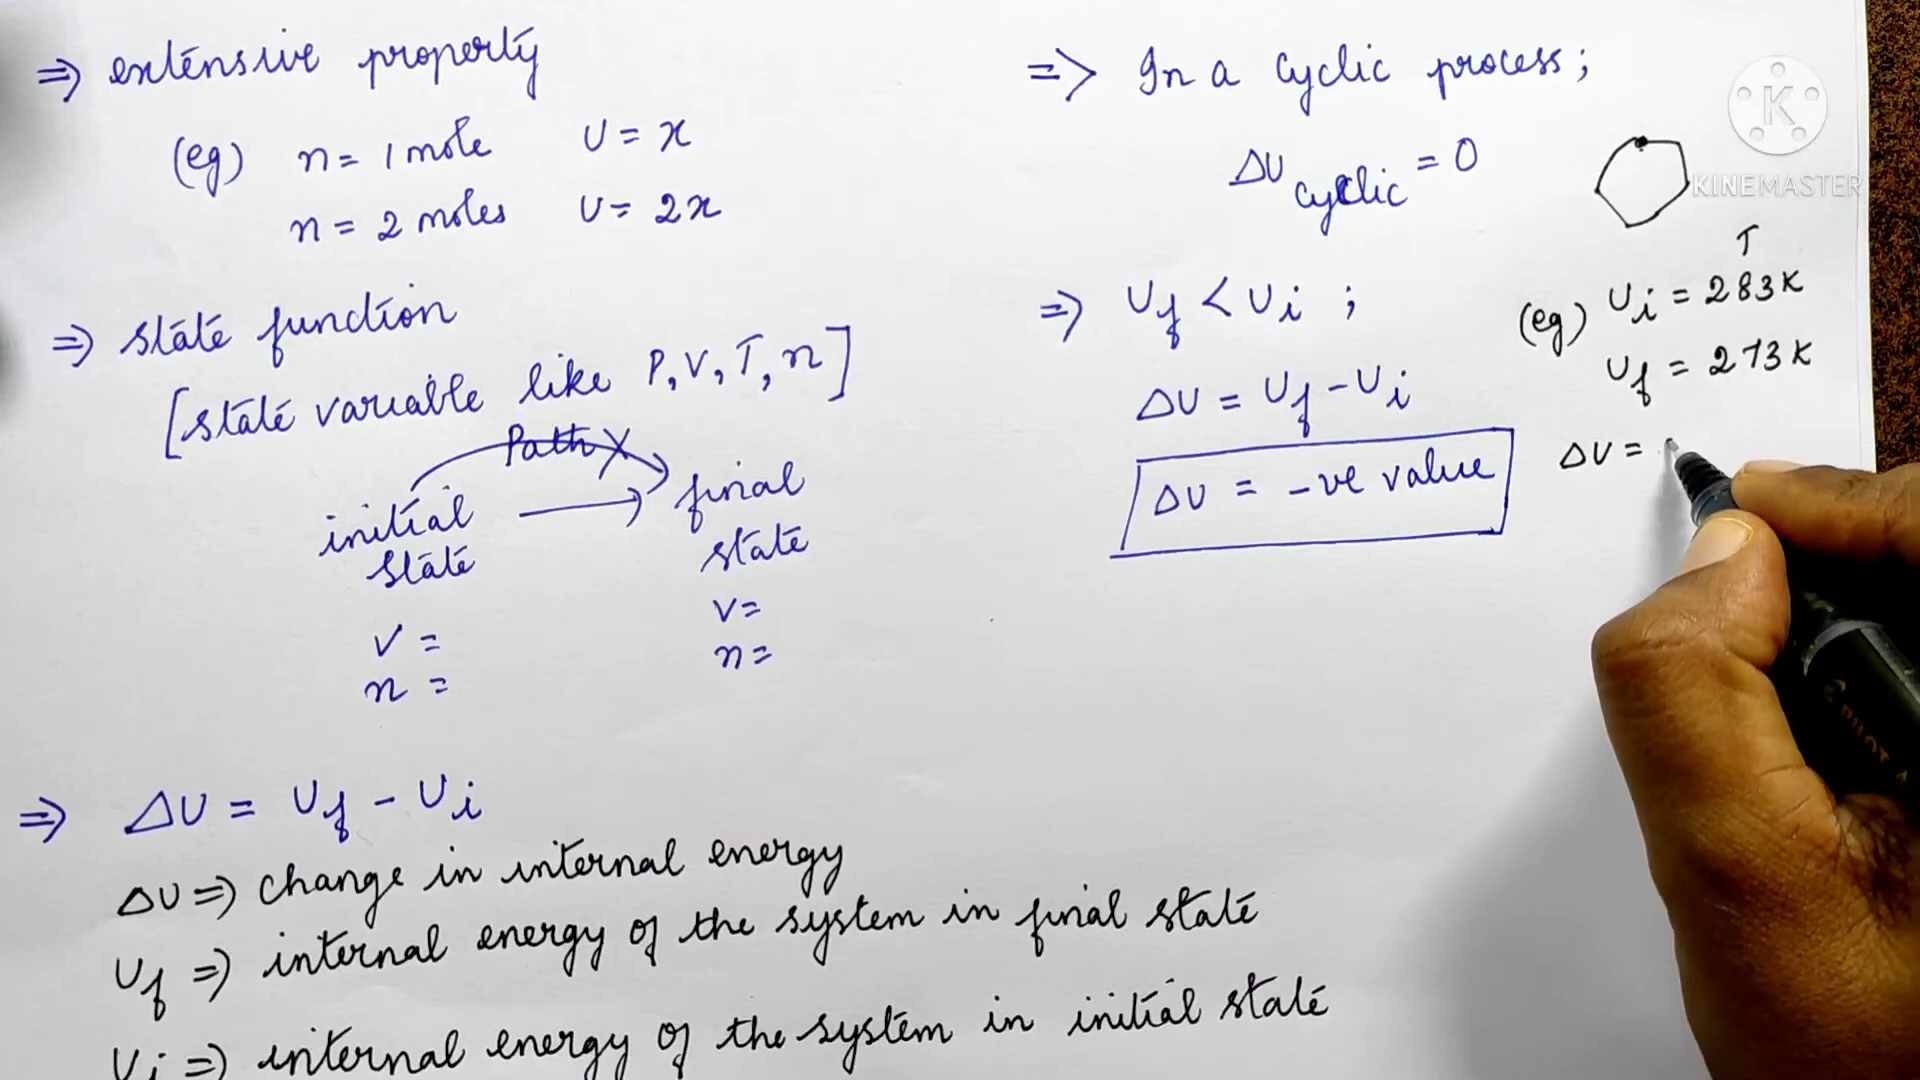 ⇒ extensive property
(eg) n = 1 mole U = x
n = 2 moles U = 2x
⇒ state function
[state variable like P, V, T, n]
Path X
initial state → final state
V =
n =
V =
n =
⇒ ΔU = Uf - Ui
ΔU ⇒ change in internal energy
Uf ⇒ internal energy of the system in final state
Ui ⇒ internal energy of the system in initial state
⇒ In a cyclic process;
ΔU cyclic = 0
⇒ Uf < Ui ;
ΔU = Uf - Ui
ΔU = -ve value
T
(eg) Ui = 283K
Uf = 273K
ΔU =
K
KINEMASTER